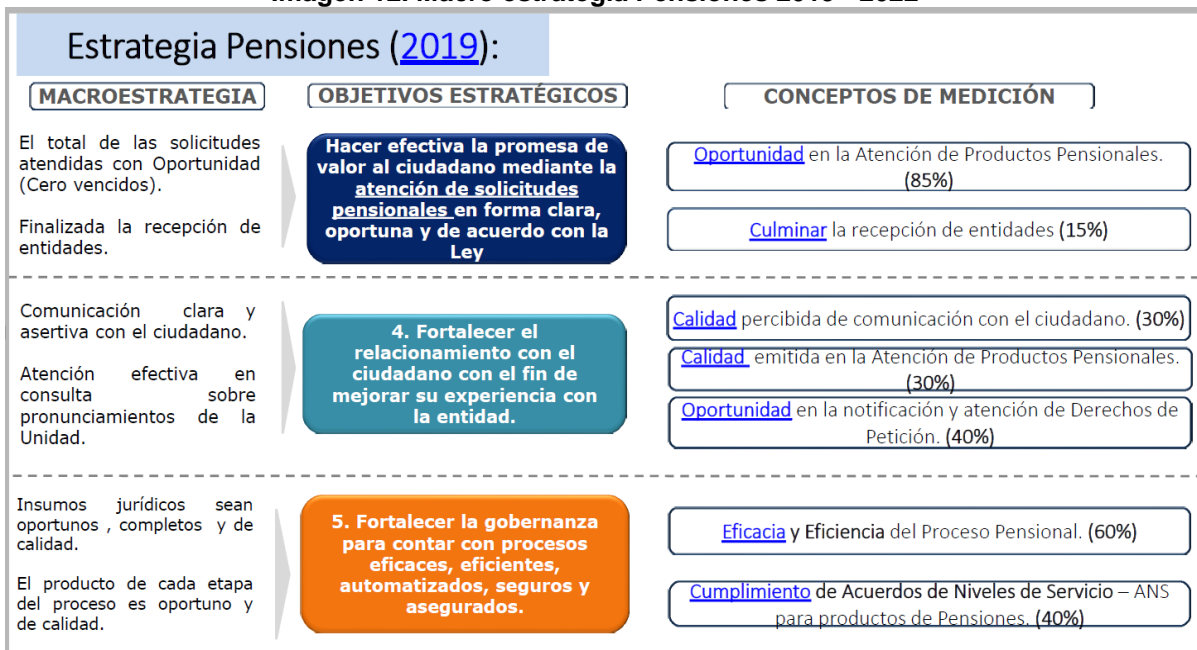 Estrategia Pensiones (2019):
MACROESTRATEGIA
OBJETIVOS ESTRATÉGICOS
CONCEPTOS DE MEDICIÓN
El total de las solicitudes
atendidas con Oportunidad
(Cero vencidos).
Finalizada la recepción de
entidades.
Hacer efectiva la promesa de
valor al ciudadano mediante la
atención de solicitudes
pensionales en forma clara,
oportuna y de acuerdo con la
Ley
Oportunidad en la Atención de Productos Pensionales.
(85%)
Culminar la recepción de entidades (15%)
Comunicación clara y
asertiva con el ciudadano.
Atención efectiva en
consulta sobre
pronunciamientos de la
Unidad.
4. Fortalecer el
relacionamiento con el
ciudadano con el fin de
mejorar su experiencia con
la entidad.
Calidad percibida de comunicación con el ciudadano. (30%)
Calidad emitida en la Atención de Productos Pensionales.
(30%)
Oportunidad en la notificación y atención de Derechos de
Petición. (40%)
Insumos jurídicos sean
oportunos , completos y de
calidad.
El producto de cada etapa
del proceso es oportuno y
de calidad.
5. Fortalecer la gobernanza
para contar con procesos
eficaces, eficientes,
automatizados, seguros y
asegurados.
Eficacia y Eficiencia del Proceso Pensional. (60%)
Cumplimiento de Acuerdos de Niveles de Servicio – ANS
para productos de Pensiones. (40%)